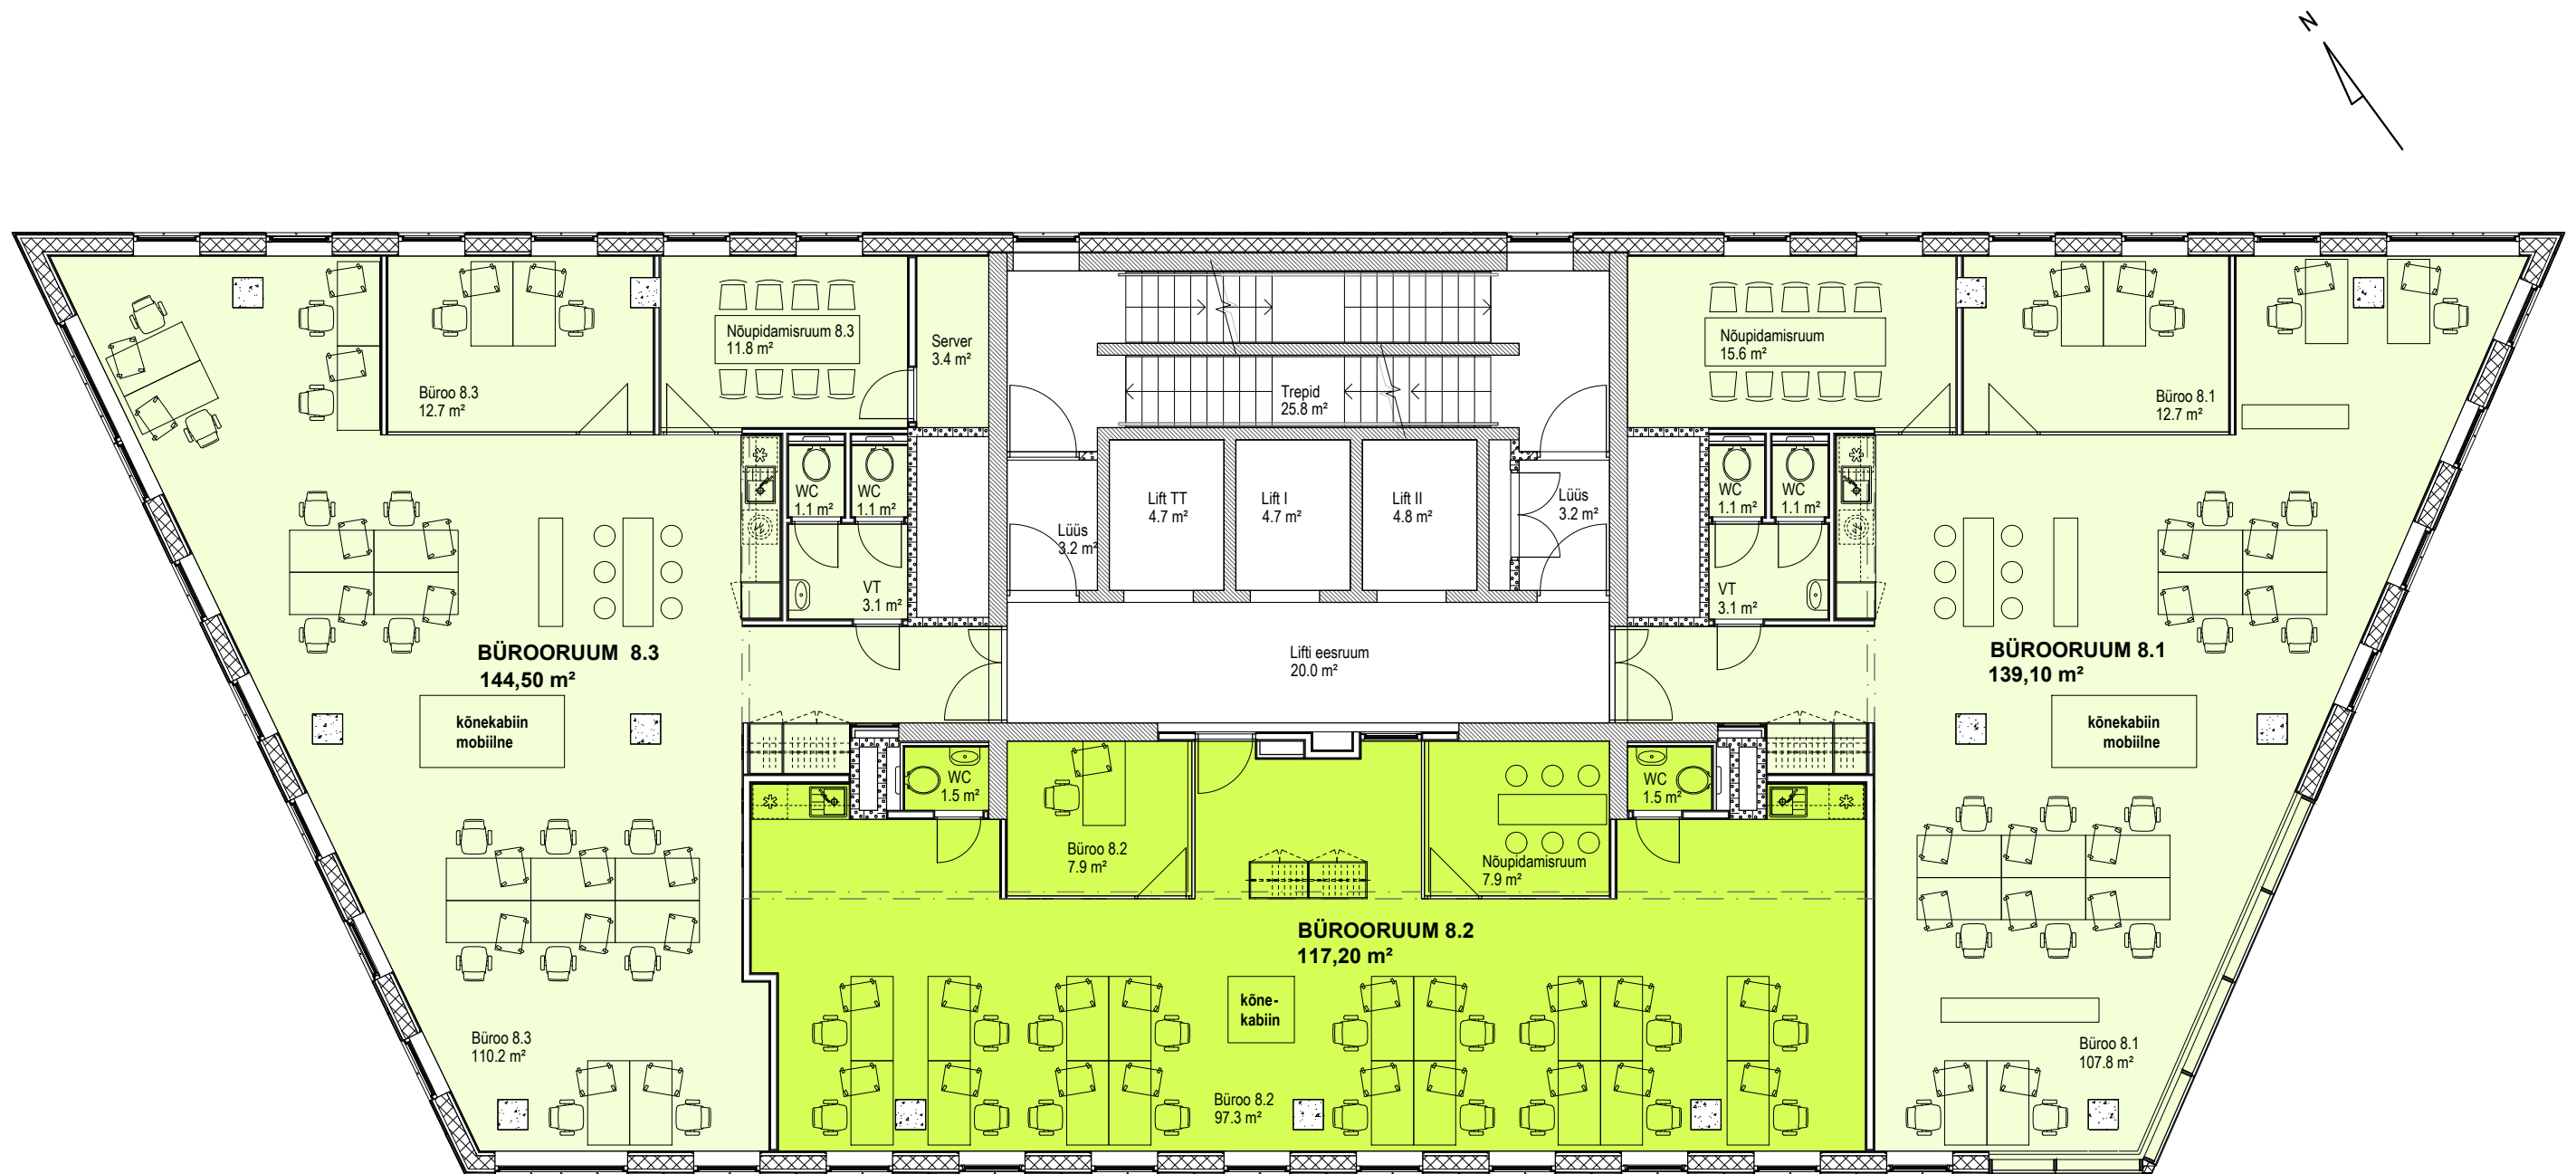 N
Nõupidamisruum 8.3
11.8 m²
Server
3.4 m²
Büroo 8.3
12.7 m²
Trepid
25.8 m²
Nõupidamisruum
15.6 m²
Büroo 8.1
12.7 m²
WC
1.1 m²
WC
1.1 m²
VT
3.1 m²
Lüüs
3.2 m²
Lift TT
4.7 m²
Lift I
4.7 m²
Lift II
4.8 m²
Lüüs
3.2 m²
WC
1.1 m²
WC
1.1 m²
VT
3.1 m²
BÜROORUUM 8.3
144,50 m²
Lifti eesruum
20.0 m²
BÜROORUUM 8.1
139,10 m²
kõnekabiin
mobiilne
kõnekabiin
mobiilne
WC
1.5 m²
WC
1.5 m²
Büroo 8.2
7.9 m²
Nõupidamisruum
7.9 m²
BÜROORUUM 8.2
117,20 m²
kõne-
kabiin
Büroo 8.3
110.2 m²
Büroo 8.2
97.3 m²
Büroo 8.1
107.8 m²